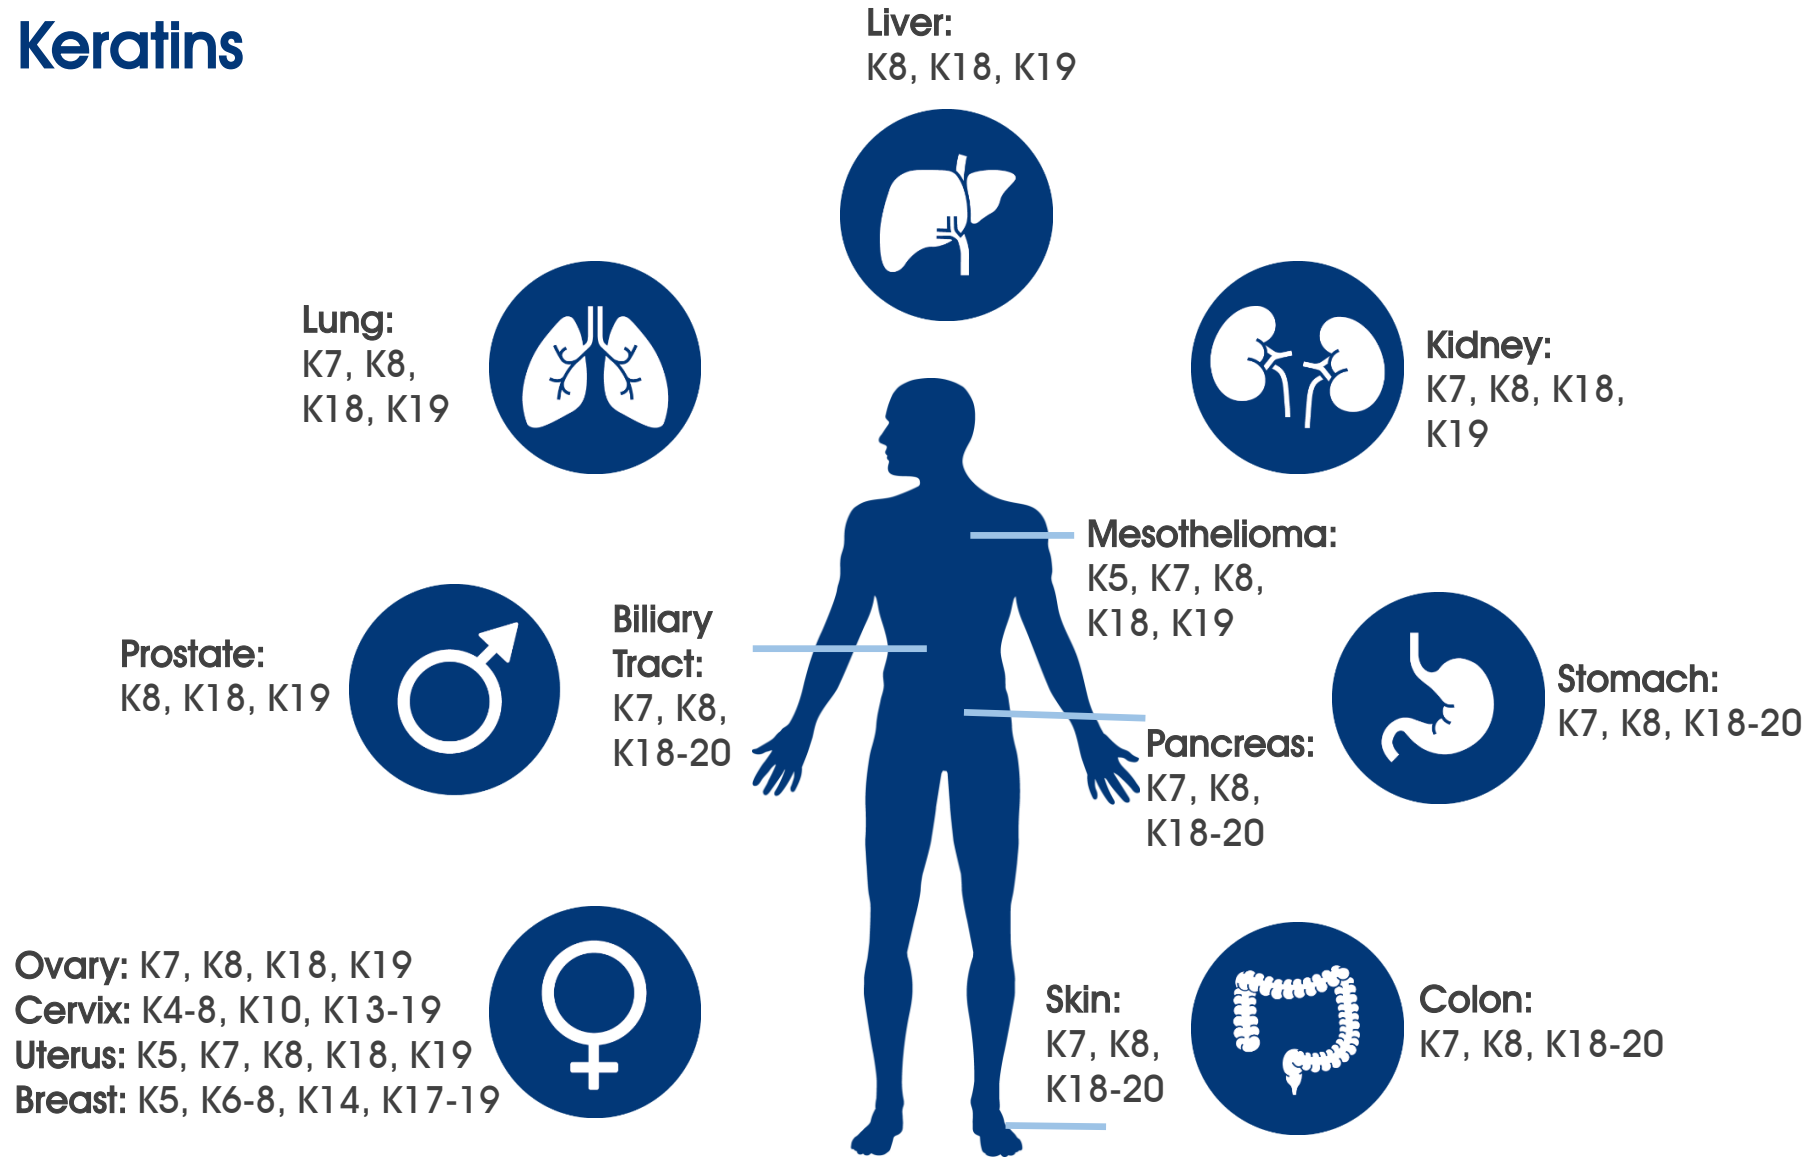 Keratins
Liver:
K8, K18, K19
Lung:
K7, K8,
K18, K19
Kidney:
K7, K8, K18,
K19
Mesothelioma:
K5, K7, K8,
K18, K19
Biliary
Tract:
K7, K8,
K18-20
Prostate:
K8, K18, K19
Stomach:
K7, K8, K18-20
Pancreas:
K7, K8,
K18-20
Ovary: K7, K8, K18, K19
Cervix: K4-8, K10, K13-19
Uterus: K5, K7, K8, K18, K19
Breast: K5, K6-8, K14, K17-19
Skin:
K7, K8,
K18-20
Colon:
K7, K8, K18-20